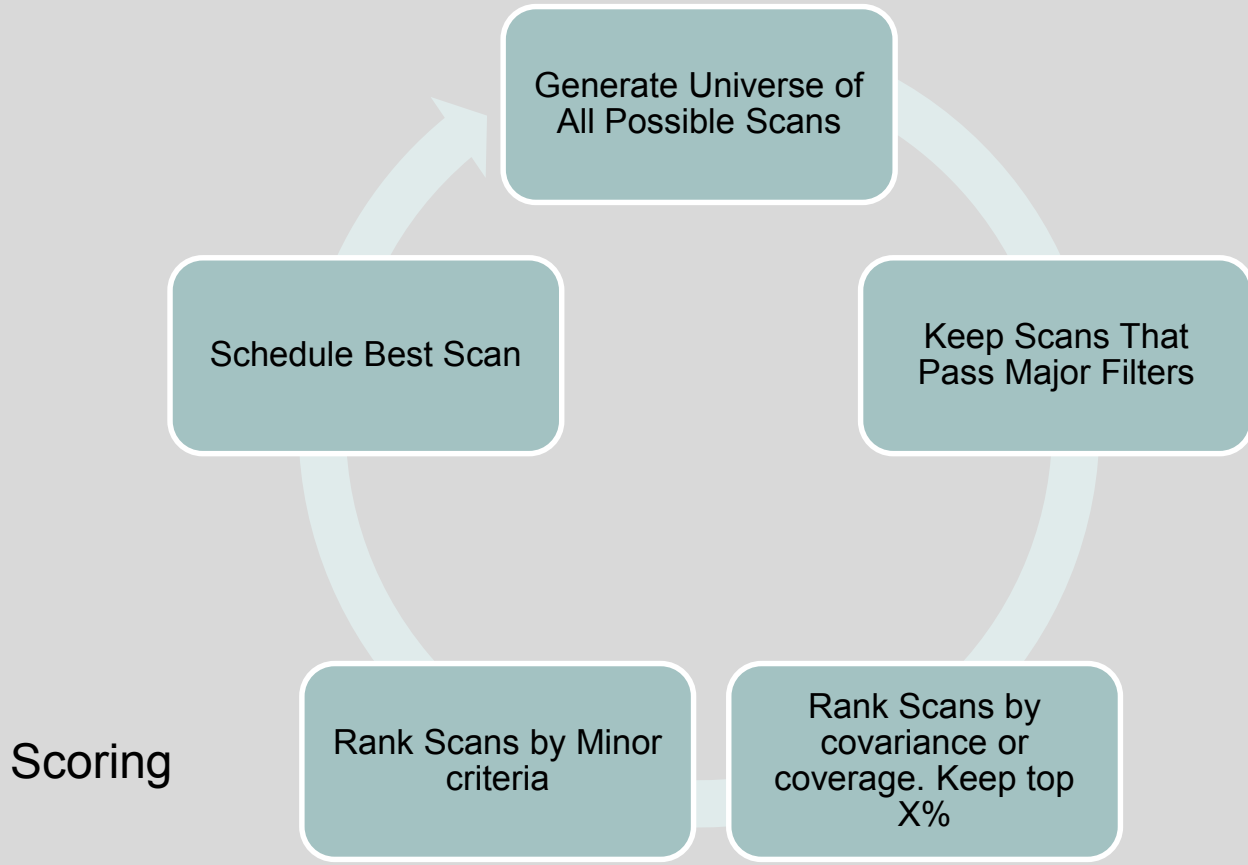 Generate Universe of
All Possible Scans
Keep Scans That
Pass Major Filters
Rank Scans by
covariance or
coverage. Keep top
X%
Rank Scans by Minor
criteria
Schedule Best Scan
Scoring